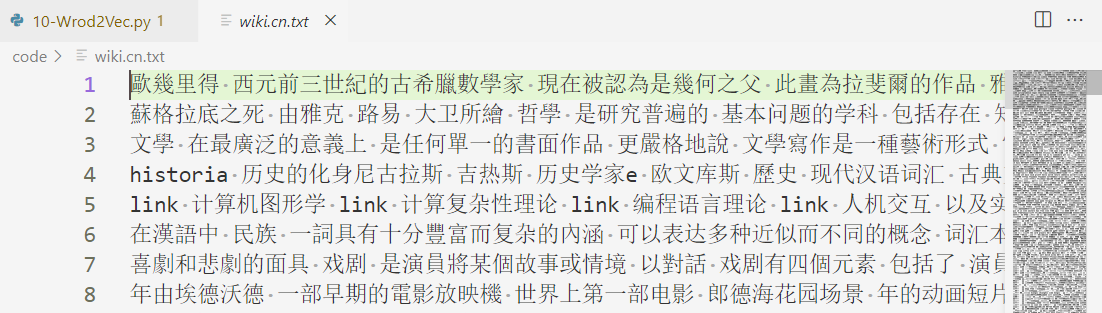 10-Wrod2Vec.py 1 wiki.cn.txt
code > wiki.cn.txt
1 歐幾里得·西元前三世紀的古希臘數學家·現在被認為是幾何之父·此畫為拉斐爾的作品·雅
2 蘇格拉底之死·由雅克·路易·大卫所繪·哲學·是研究普遍的·基本问题的学科·包括存在·知
3 文學·在最廣泛的意義上·是任何單一的書面作品·更嚴格地說·文學寫作是一種藝術形式·
4 historia·历史的化身尼古拉斯·吉热斯·历史学家e·欧文库斯·歷史·现代汉语词汇·古典
5 link·计算机图形学·link·计算复杂性理论·link·编程语言理论·link·人机交互·以及实
6 在漢語中·民族·一詞具有十分豐富而复杂的內涵·可以表达多种近似而不同的概念·词汇本
7 喜劇和悲劇的面具·戏剧·是演員將某個故事或情境·以對話·戏剧有四個元素·包括了·演員
8 年由埃德沃德·一部早期的電影放映機·世界上第一部电影·郎德海花园场景·年的动画短片